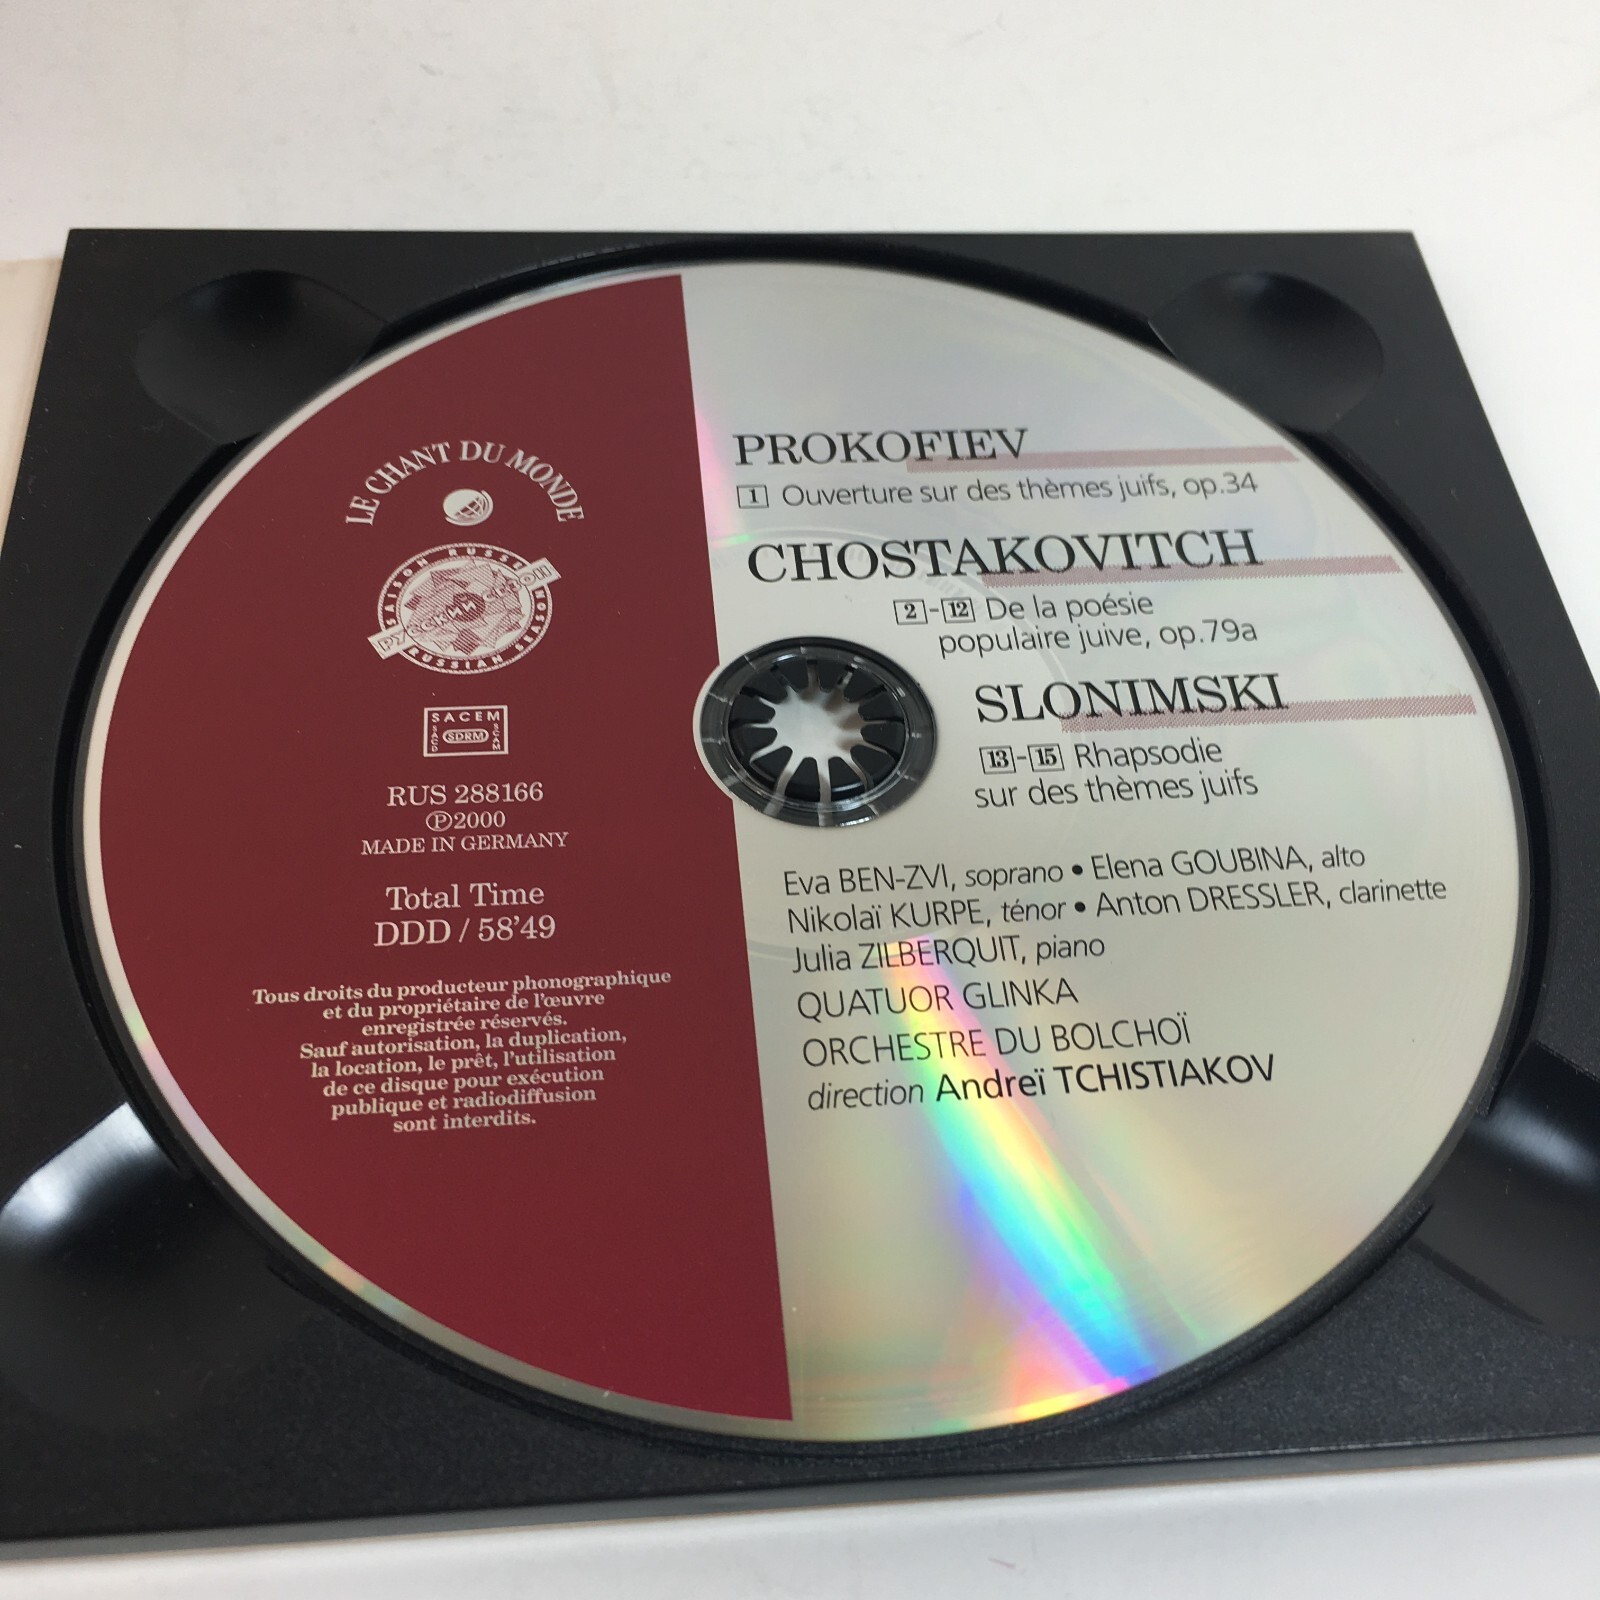 LE CHANT DU MONDE
SAISON RUSSE
РУССКИЙ СЕЗОН
RUSSIAN SEASON
SACEM
SACD
SDRM
SCAM
RUS 288166
℗2000
MADE IN GERMANY
Total Time
DDD / 58'49
Tous droits du producteur phonographique
et du propriétaire de l'œuvre
enregistrée réservés.
Sauf autorisation, la duplication,
la location, le prêt, l'utilisation
de ce disque pour exécution
publique et radiodiffusion
sont interdits.
PROKOFIEV
1 Ouverture sur des thèmes juifs, op.34
CHOSTAKOVITCH
2-12 De la poésie
populaire juive, op.79a
SLONIMSKI
13-15 Rhapsodie
sur des thèmes juifs
Eva BEN-ZVI, soprano • Elena GOUBINA, alto
Nikolaï KURPE, ténor • Anton DRESSLER, clarinette
Julia ZILBERQUIT, piano
QUATUOR GLINKA
ORCHESTRE DU BOLCHOÏ
direction Andreï TCHISTIAKOV